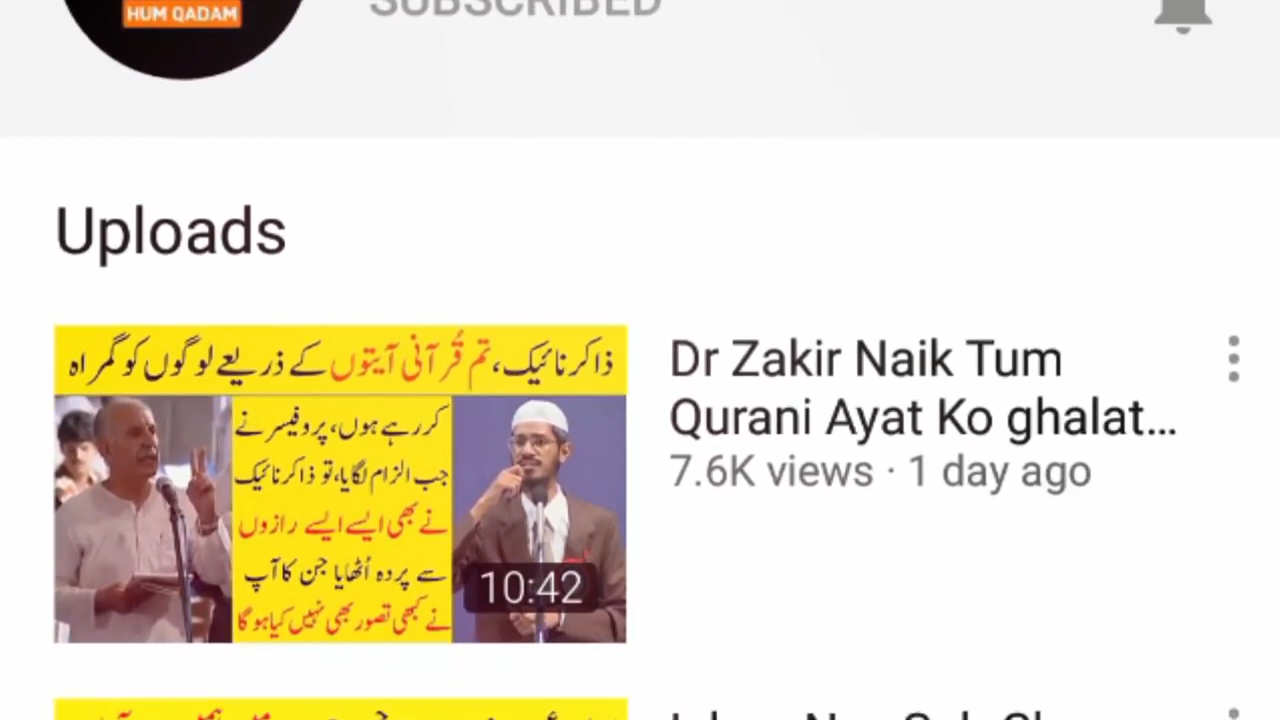 HUM QADAM
SUBSCRIBED
Uploads
ذاکر نائیک، تم قُرآنی آیتوں کے ذریعے لوگوں کو گمراہ
کر رہے ہوں، پروفیسر نے
جب الزام لگایا، تو ذاکر نائیک
نے بھی ایسے ایسے رازوں
سے پردہ اُٹھایا جن کا آپ
نے کبھی تصور بھی نہیں کیا ہو گا
10:42
Dr Zakir Naik Tum
Qurani Ayat Ko ghalat...
7.6K views · 1 day ago